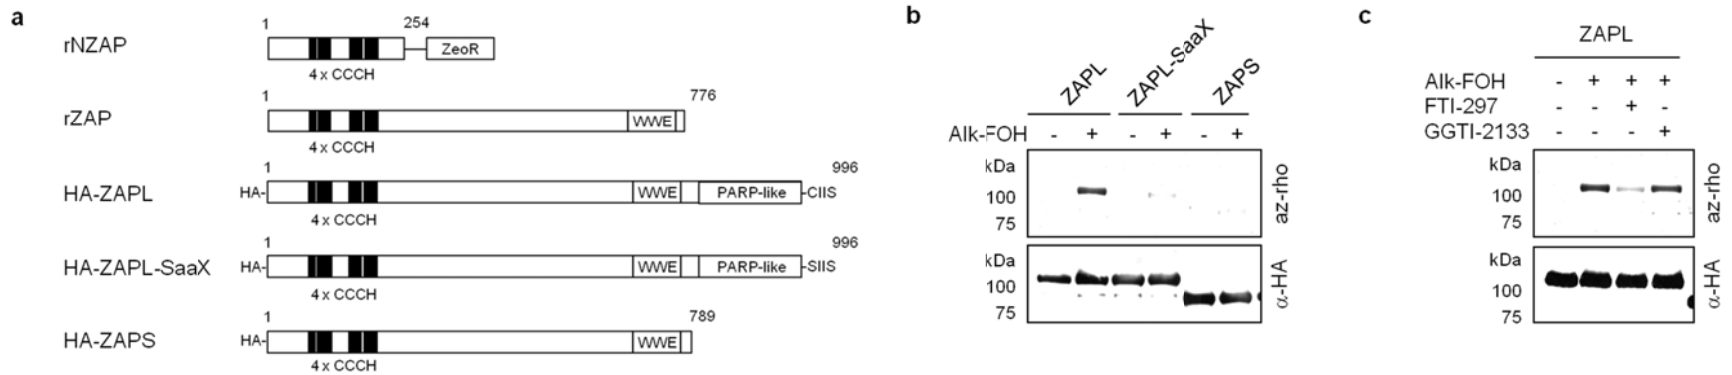 a
1 254
rNZAP ZeoR
4 x CCCH
1 776
rZAP WWE
4 x CCCH
1 996
HA-ZAPL HA- WWE PARP-like -CIIS
4 x CCCH
1 996
HA-ZAPL-SaaX HA- WWE PARP-like -SIIS
4 x CCCH
1 789
HA-ZAPS HA- WWE
4 x CCCH
b
ZAPL ZAPL-SaaX ZAPS
Alk-FOH - + - + - +
kDa
100
75
az-rho
kDa
100
75
α-HA
c
ZAPL
Alk-FOH - + + +
FTI-297 - - + -
GGTI-2133 - - - +
kDa
100
75
az-rho
kDa
100
75
α-HA